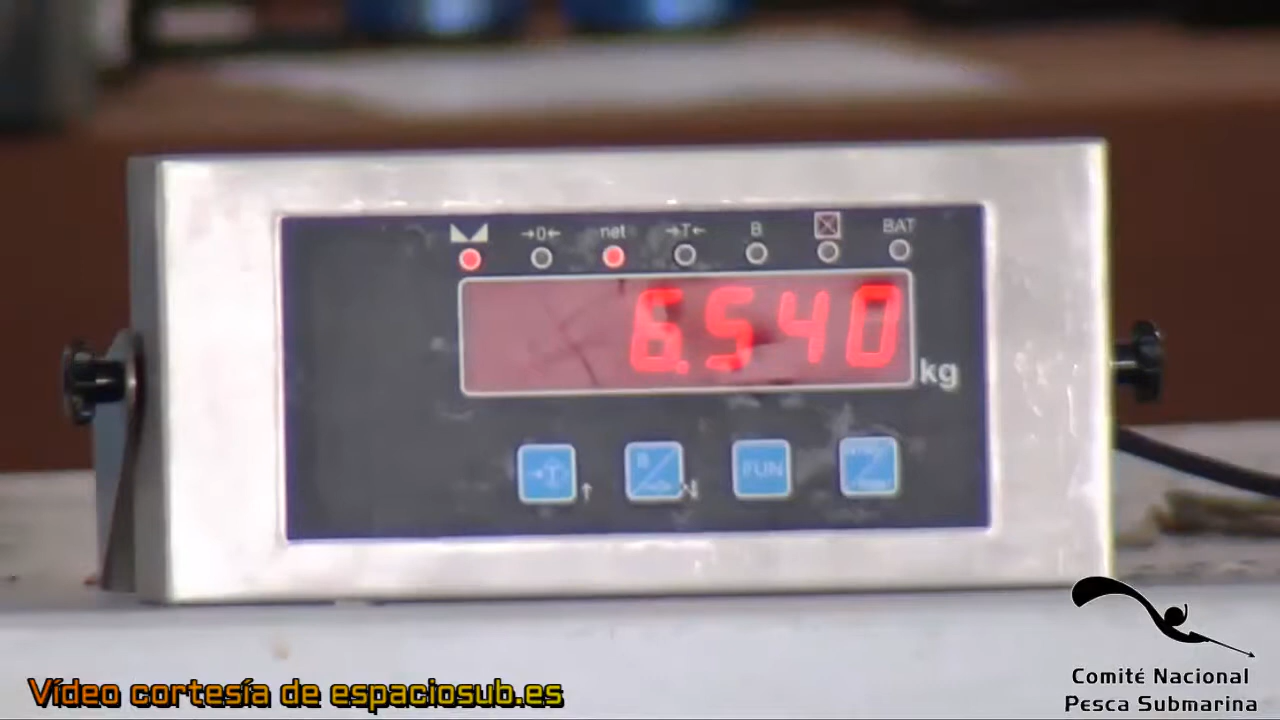 →0← net →T← B BAT
6.540
kg
→T← ↑ B N FUN
Vídeo cortesía de espaciosub.es
Comité Nacional
Pesca Submarina